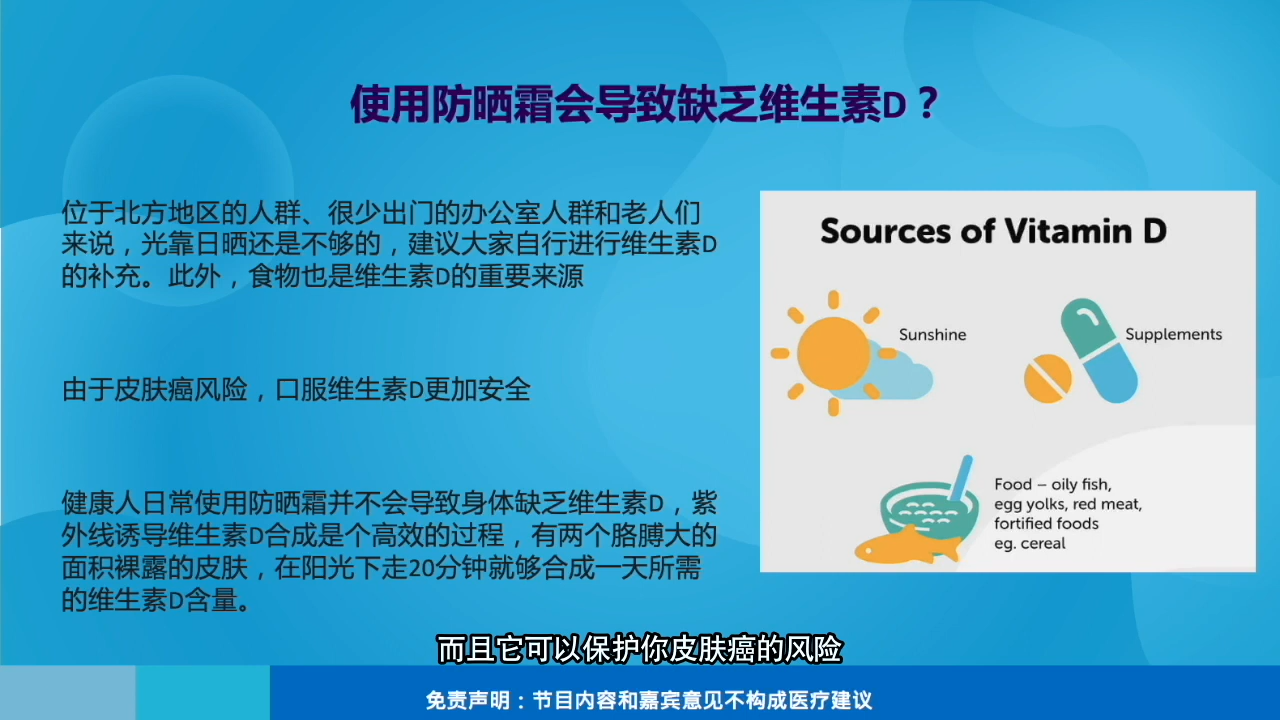 使用防晒霜会导致缺乏维生素D？
位于北方地区的人群、很少出门的办公室人群和老人们
来说，光靠日晒还是不够的，建议大家自行进行维生素D
的补充。此外，食物也是维生素D的重要来源
由于皮肤癌风险，口服维生素D更加安全
健康人日常使用防晒霜并不会导致身体缺乏维生素D，紫
外线诱导维生素D合成是个高效的过程，有两个胳膊大的
面积裸露的皮肤，在阳光下走20分钟就够合成一天所需
的维生素D含量。
Sources of Vitamin D
Sunshine
Supplements
Food – oily fish,
egg yolks, red meat,
fortified foods
eg. cereal
而且它可以保护你皮肤癌的风险
免责声明：节目内容和嘉宾意见不构成医疗建议